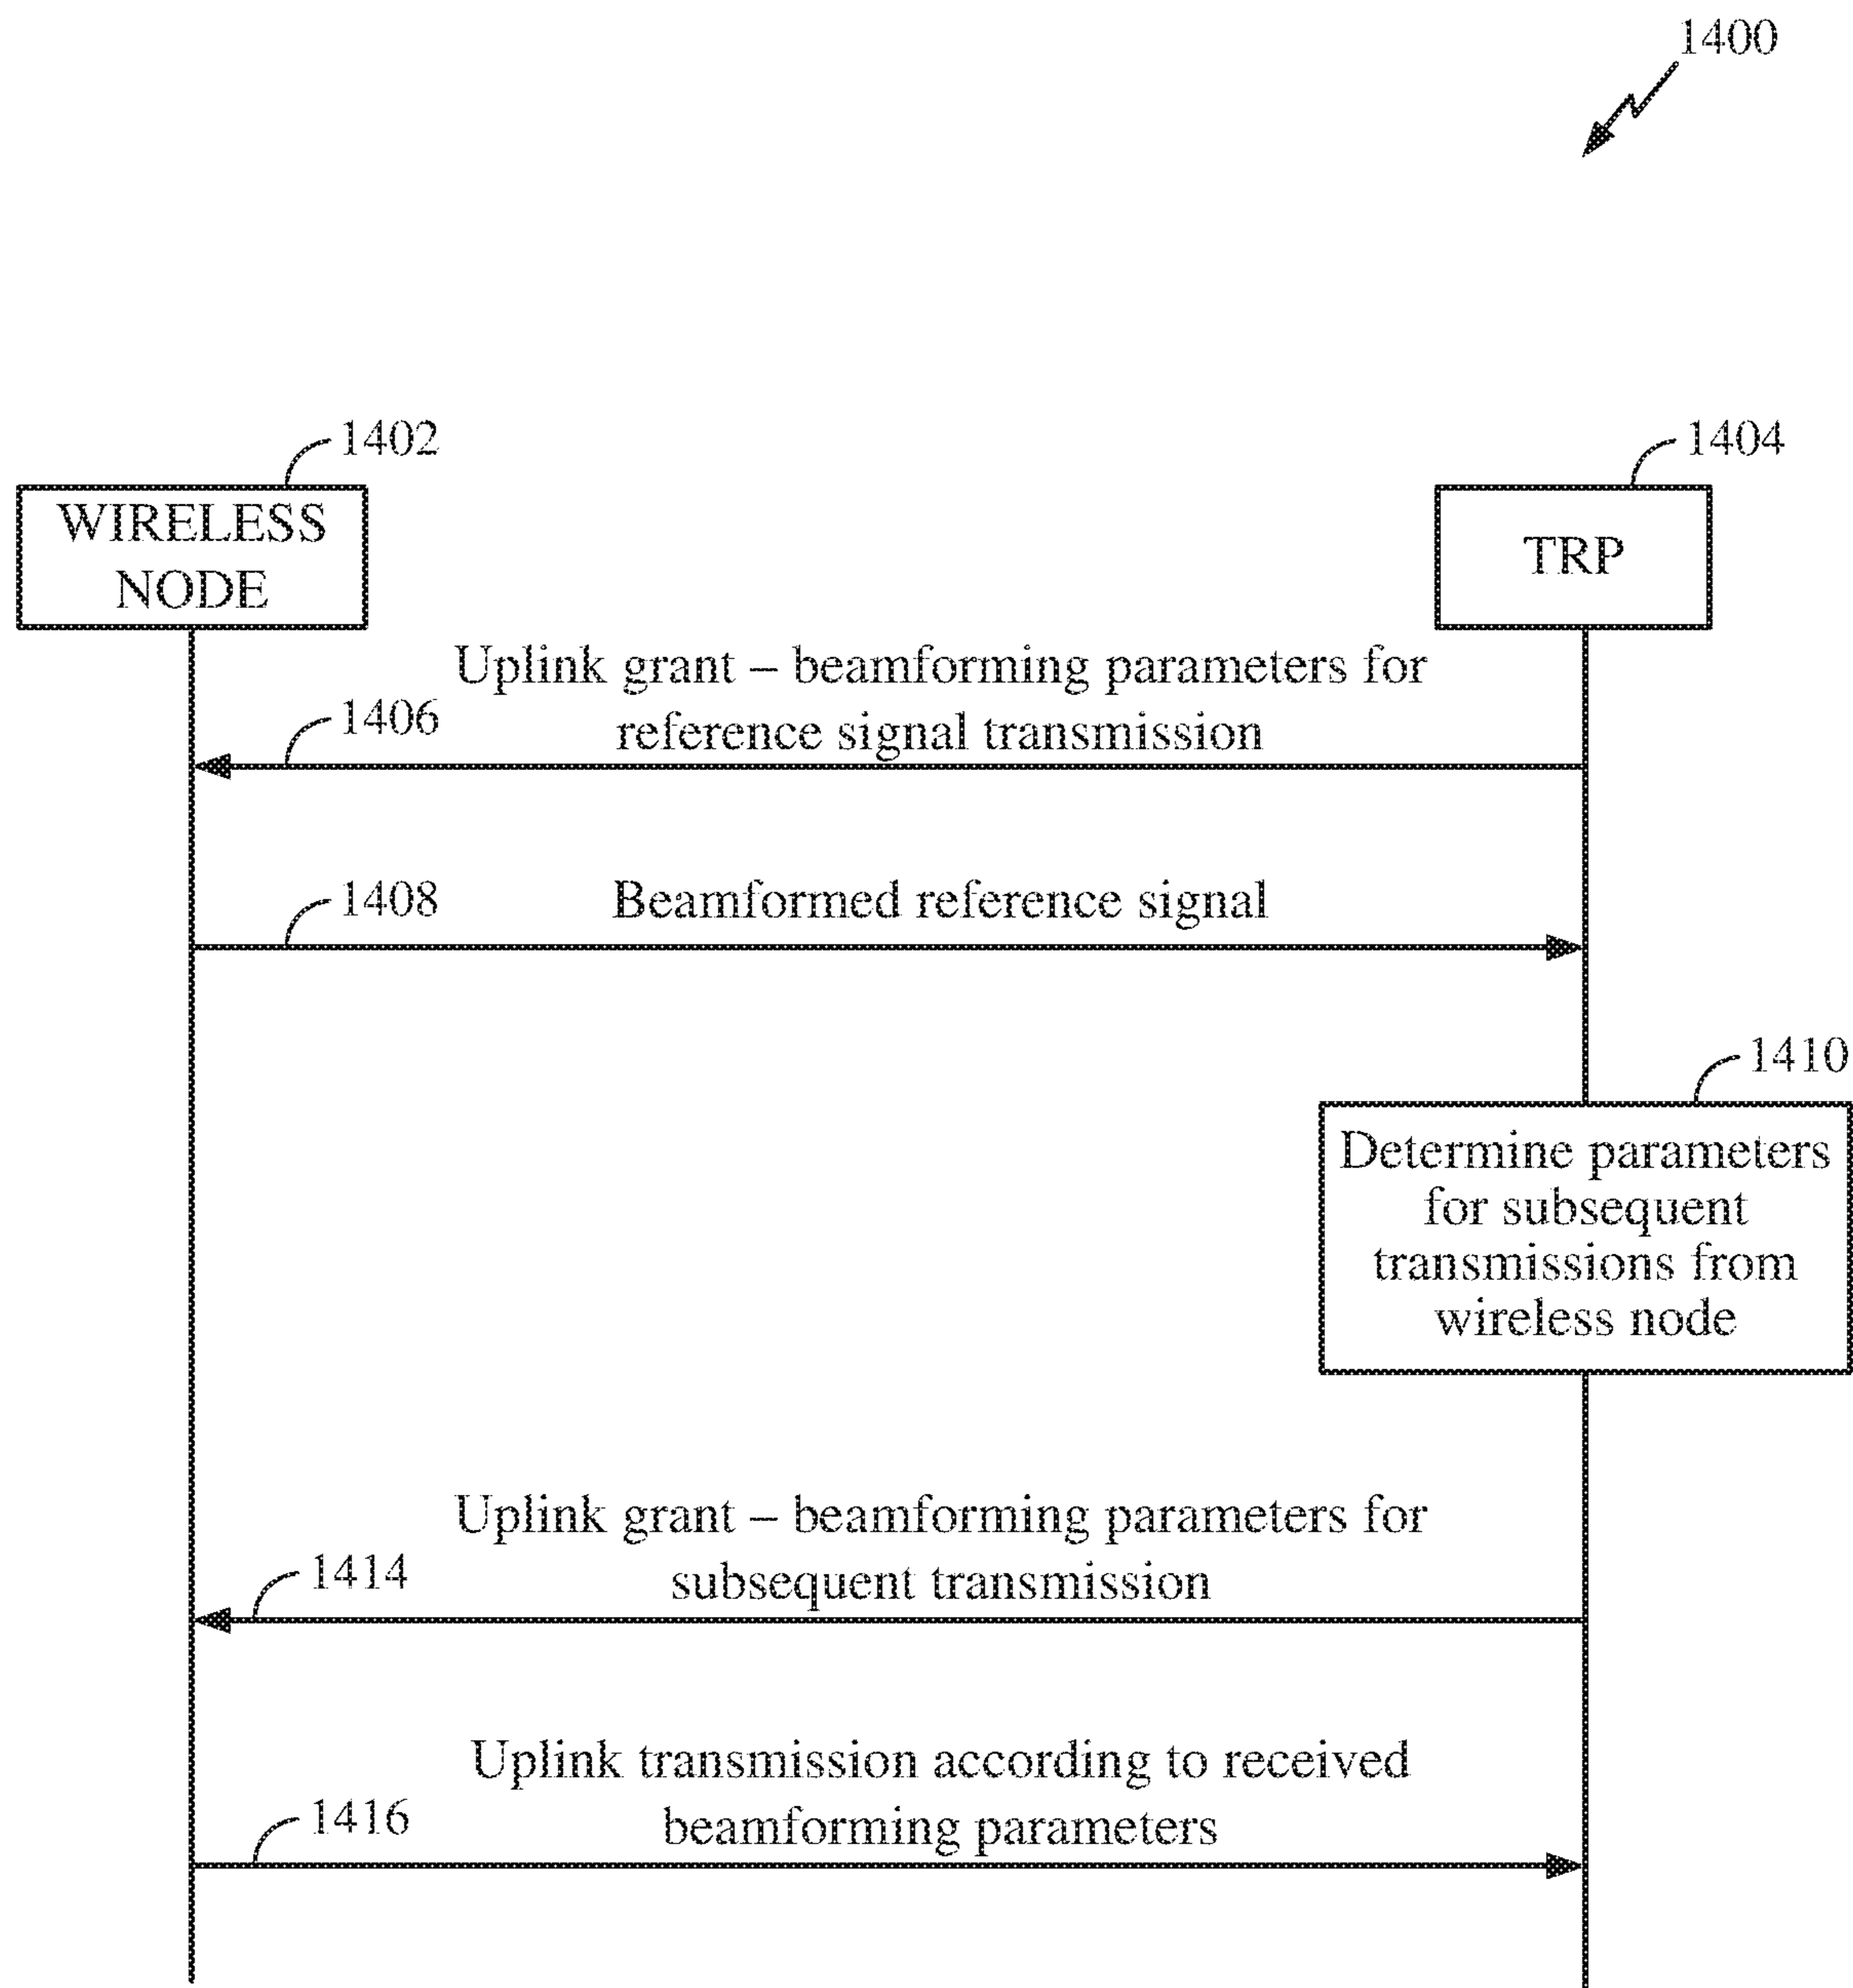 1400
1402
1404
WIRELESS
NODE
TRP
Uplink grant – beamforming parameters for
reference signal transmission
1406
1408
Beamformed reference signal
1410
Determine parameters
for subsequent
transmissions from
wireless node
Uplink grant – beamforming parameters for
subsequent transmission
1414
Uplink transmission according to received
beamforming parameters
1416